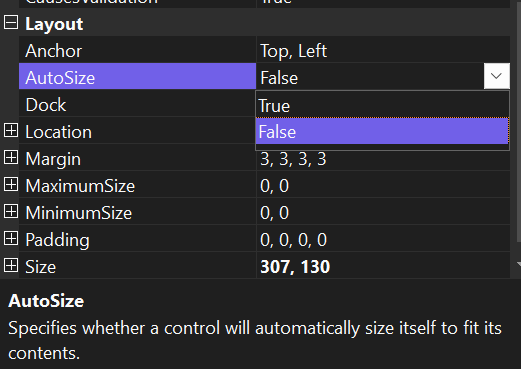 CausesValidation True
Layout
Anchor Top, Left
AutoSize False
Dock True
Location False
Margin 3, 3, 3, 3
MaximumSize 0, 0
MinimumSize 0, 0
Padding 0, 0, 0, 0
Size 307, 130
AutoSize
Specifies whether a control will automatically size itself to fit its
contents.